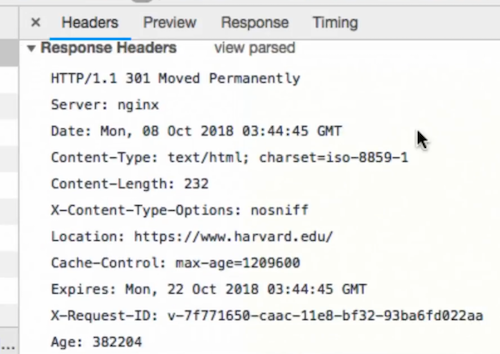 × Headers Preview Response Timing
▼ Response Headers view parsed
HTTP/1.1 301 Moved Permanently
Server: nginx
Date: Mon, 08 Oct 2018 03:44:45 GMT
Content-Type: text/html; charset=iso-8859-1
Content-Length: 232
X-Content-Type-Options: nosniff
Location: https://www.harvard.edu/
Cache-Control: max-age=1209600
Expires: Mon, 22 Oct 2018 03:44:45 GMT
X-Request-ID: v-7f771650-caac-11e8-bf32-93ba6fd022aa
... Age: 382204